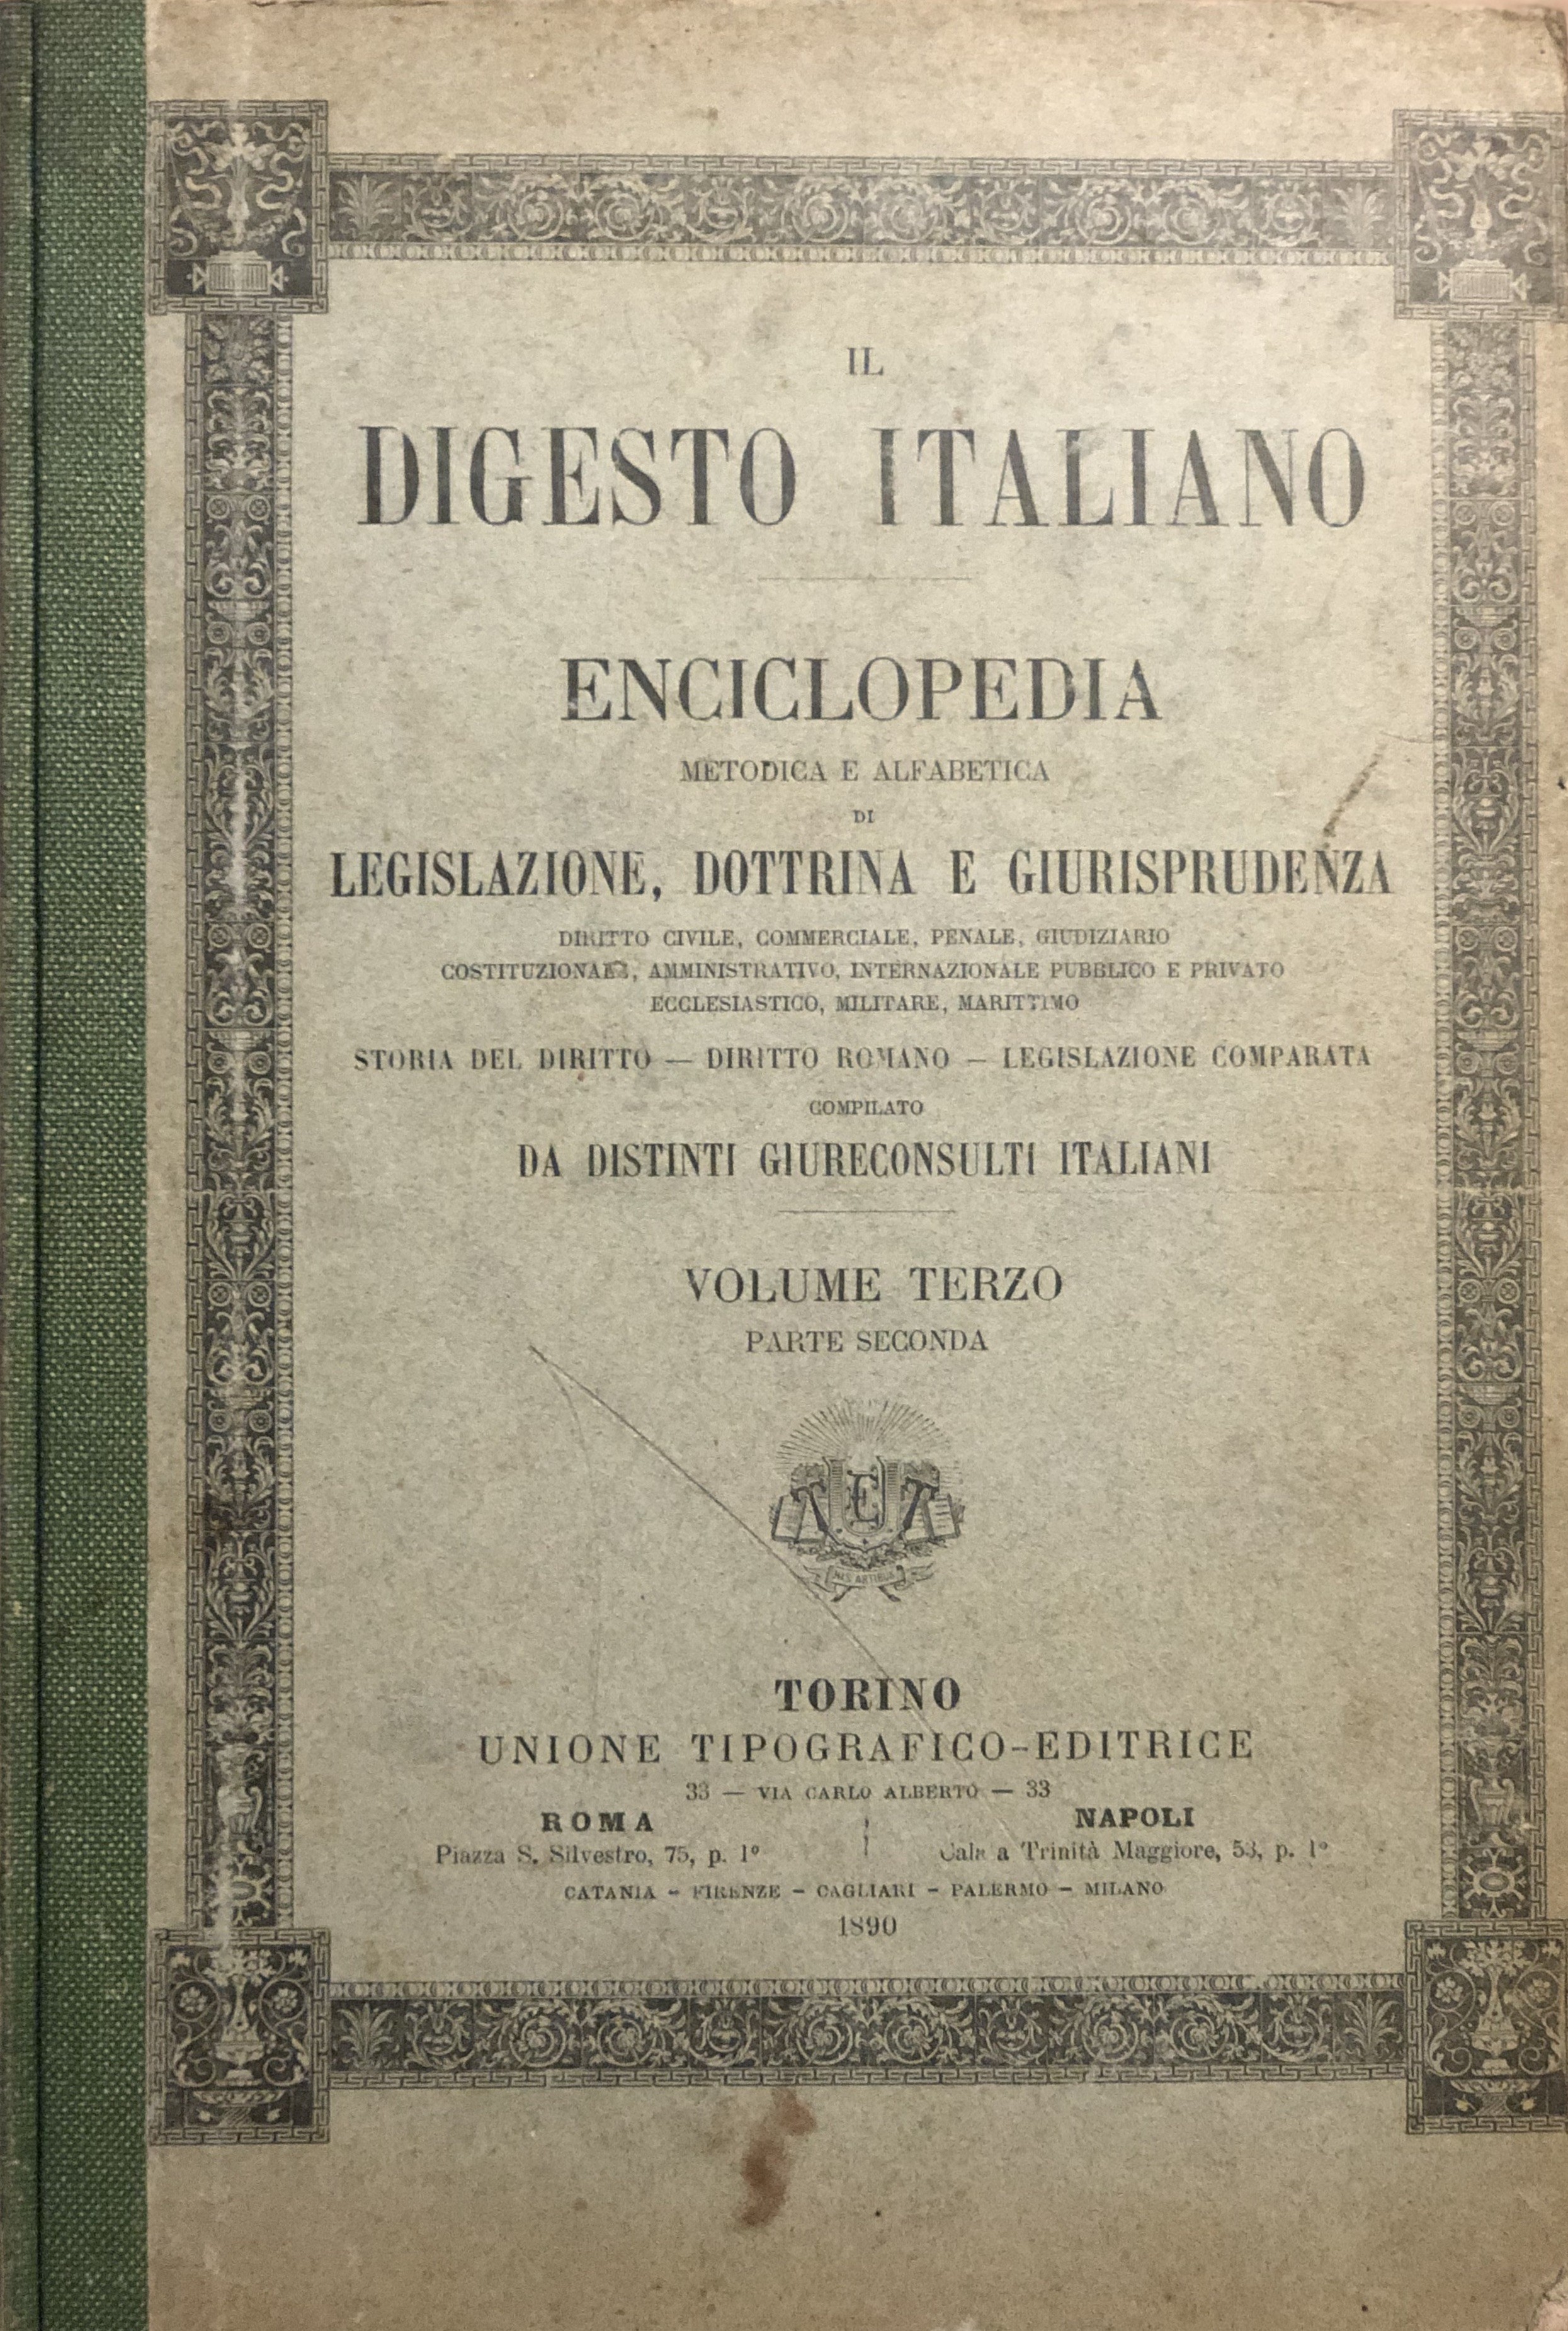 IL
DIGESTO ITALIANO
ENCICLOPEDIA
METODICA E ALFABETICA
DI
LEGISLAZIONE, DOTTRINA E GIURISPRUDENZA
DIRITTO CIVILE, COMMERCIALE, PENALE, GIUDIZIARIO
COSTITUZIONALE, AMMINISTRATIVO, INTERNAZIONALE PUBBLICO E PRIVATO
ECCLESIASTICO, MILITARE, MARITTIMO
STORIA DEL DIRITTO — DIRITTO ROMANO — LEGISLAZIONE COMPARATA
COMPILATO
DA DISTINTI GIURECONSULTI ITALIANI
VOLUME TERZO
PARTE SECONDA
TORINO
UNIONE TIPOGRAFICO-EDITRICE
33 — VIA CARLO ALBERTO — 33
ROMA
Piazza S. Silvestro, 75, p. 1°
NAPOLI
a Trinità Maggiore, 53, p. 1°
CATANIA - FIRENZE - CAGLIARI - PALERMO - MILANO
1890